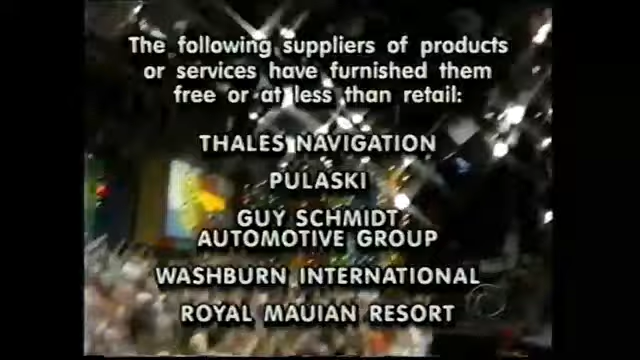 The following suppliers of products
or services have furnished them
free or at less than retail:
THALES NAVIGATION
PULASKI
GUY SCHMIDT
AUTOMOTIVE GROUP
WASHBURN INTERNATIONAL
ROYAL MAUIAN RESORT